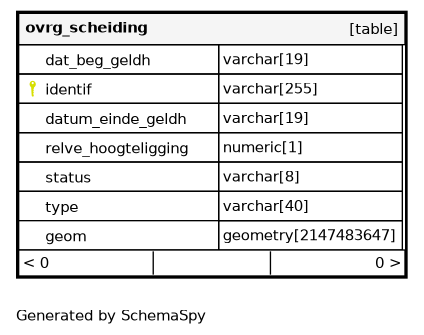 ovrg_scheiding [table]
dat_beg_geldh varchar[19]
identif varchar[255]
datum_einde_geldh varchar[19]
relve_hoogteligging numeric[1]
status varchar[8]
type varchar[40]
geom geometry[2147483647]
< 0 0 >
Generated by SchemaSpy